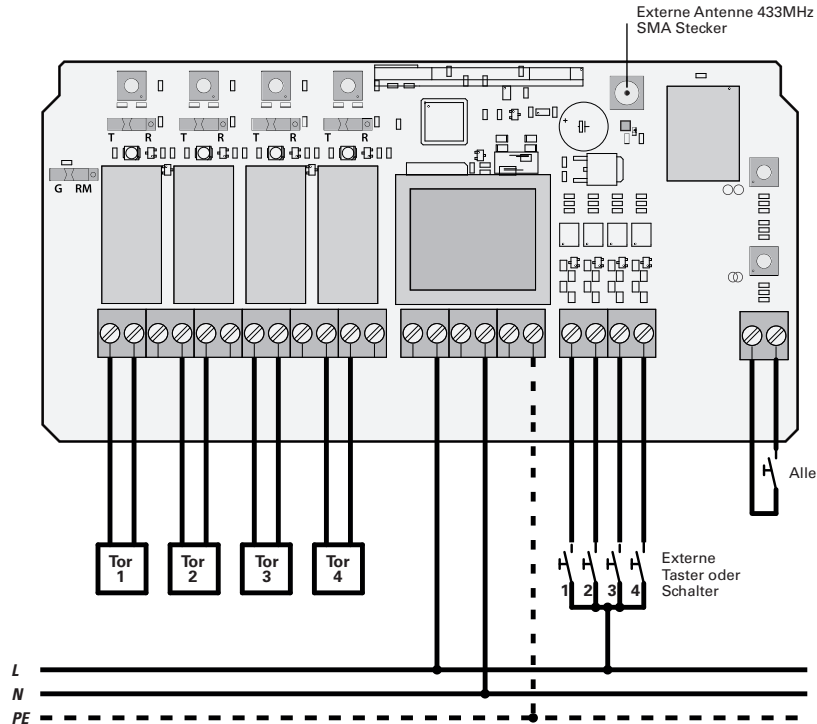 Externe Antenne 433MHz
SMA Stecker
T R T R T R T R
G RM
Alle
Tor 1
Tor 2
Tor 3
Tor 4
1 2 3 4
Externe
Taster oder
Schalter
L
N
PE